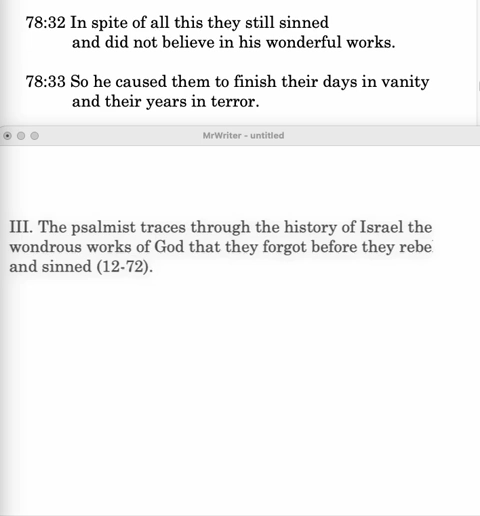 78:32 In spite of all this they still sinned
and did not believe in his wonderful works.
78:33 So he caused them to finish their days in vanity
and their years in terror.
MrWriter - untitled
III. The psalmist traces through the history of Israel the
wondrous works of God that they forgot before they rebe
and sinned (12-72).